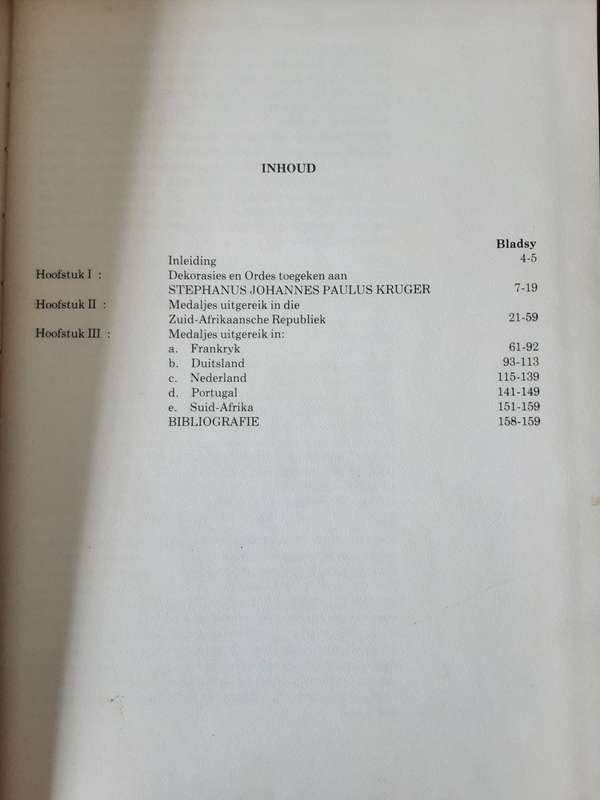 INHOUD
Bladsy
Inleiding 4-5
Hoofstuk I : Dekorasies en Ordes toegeken aan
STEPHANUS JOHANNES PAULUS KRUGER 7-19
Hoofstuk II : Medaljes uitgereik in die
Zuid-Afrikaansche Republiek 21-59
Hoofstuk III : Medaljes uitgereik in:
a. Frankryk 61-92
b. Duitsland 93-113
c. Nederland 115-139
d. Portugal 141-149
e. Suid-Afrika 151-159
BIBLIOGRAFIE 158-159